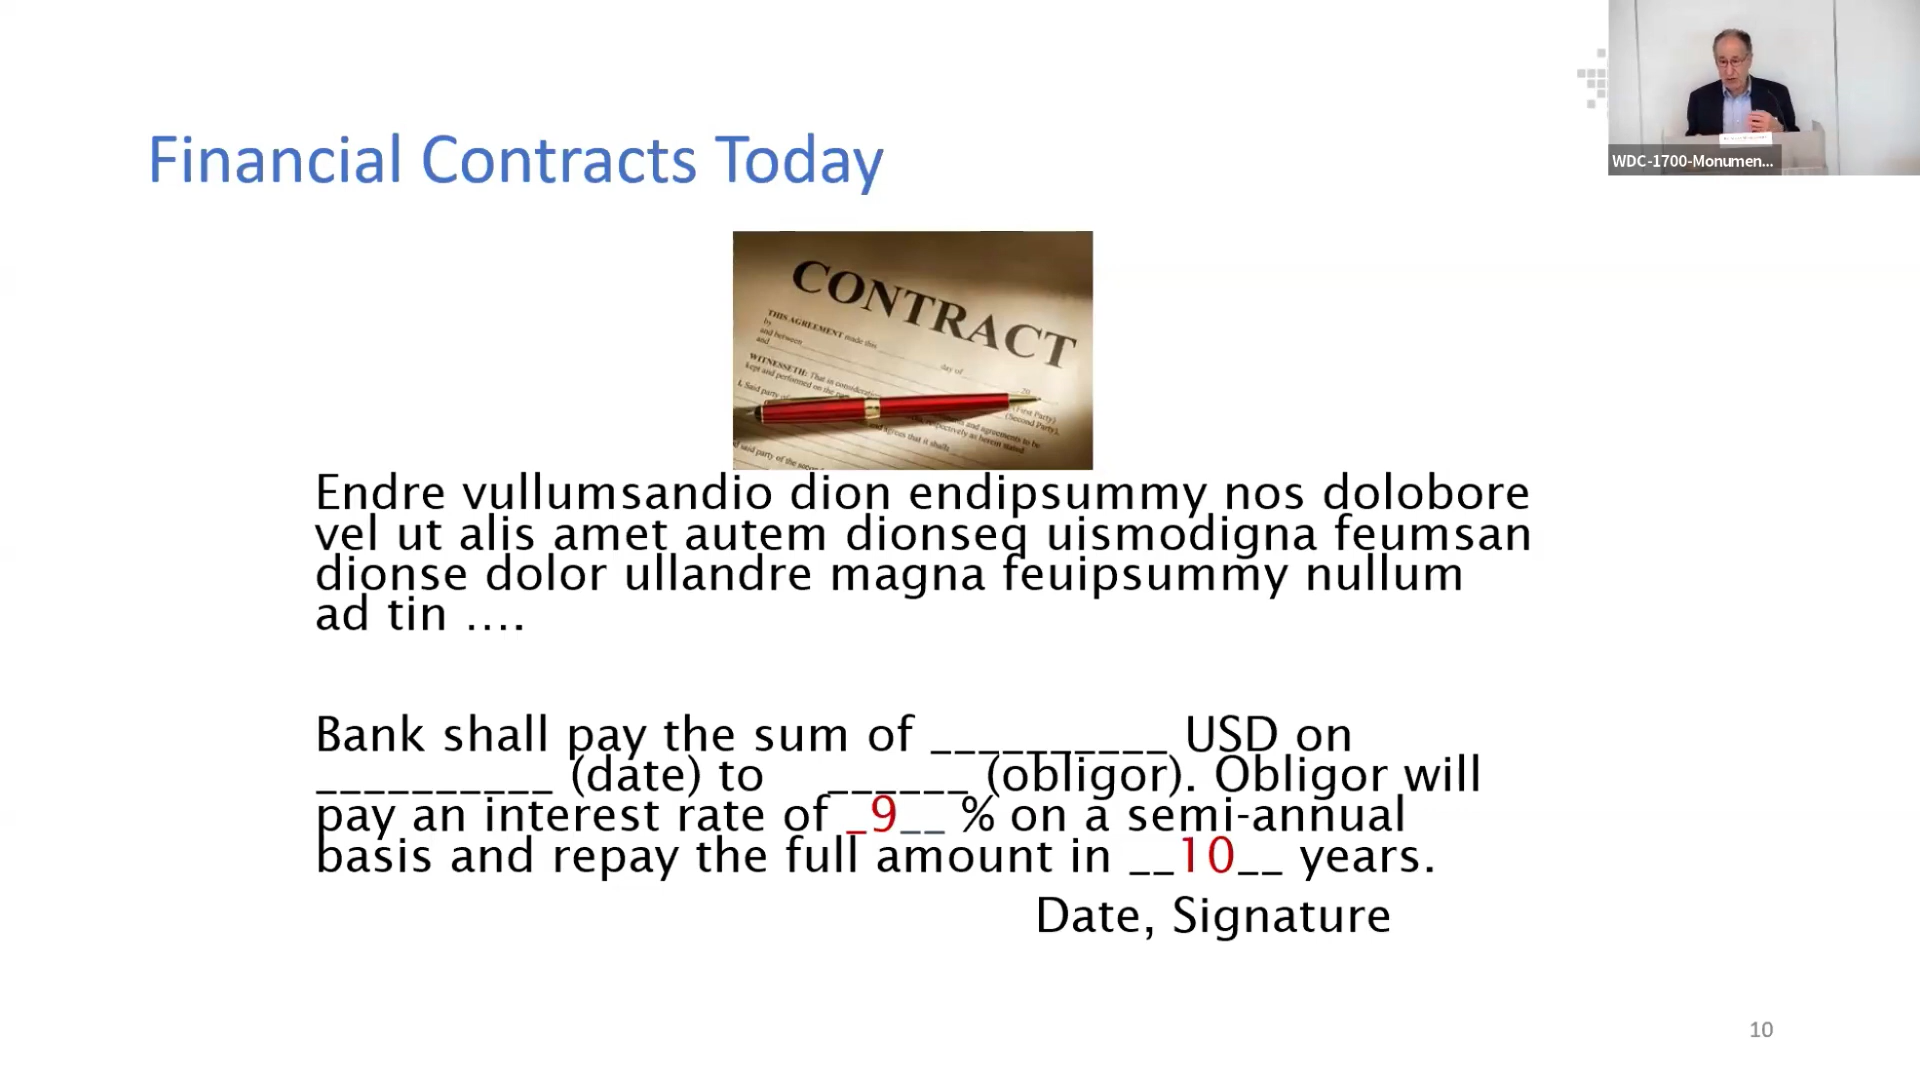 WDC-1700-Monumen...
Financial Contracts Today
CONTRACT
THIS AGREEMENT made this
by
and between
day of
20
and
WITNESSETH: That in consideration
kept and performed on the
I. Said party of
(First Party)
(Second Party),
and agreements to be
respectively as herein stated
and agrees that it shall
said party of the second
Endre vullumsandio dion endipsummy nos dolobore
vel ut alis amet autem dionseq uismodigna feumsan
dionse dolor ullandre magna feuipsummy nullum
ad tin ....
Bank shall pay the sum of __________ USD on
__________ (date) to ______ (obligor). Obligor will
pay an interest rate of _9__ % on a semi-annual
basis and repay the full amount in __10__ years.
Date, Signature
10